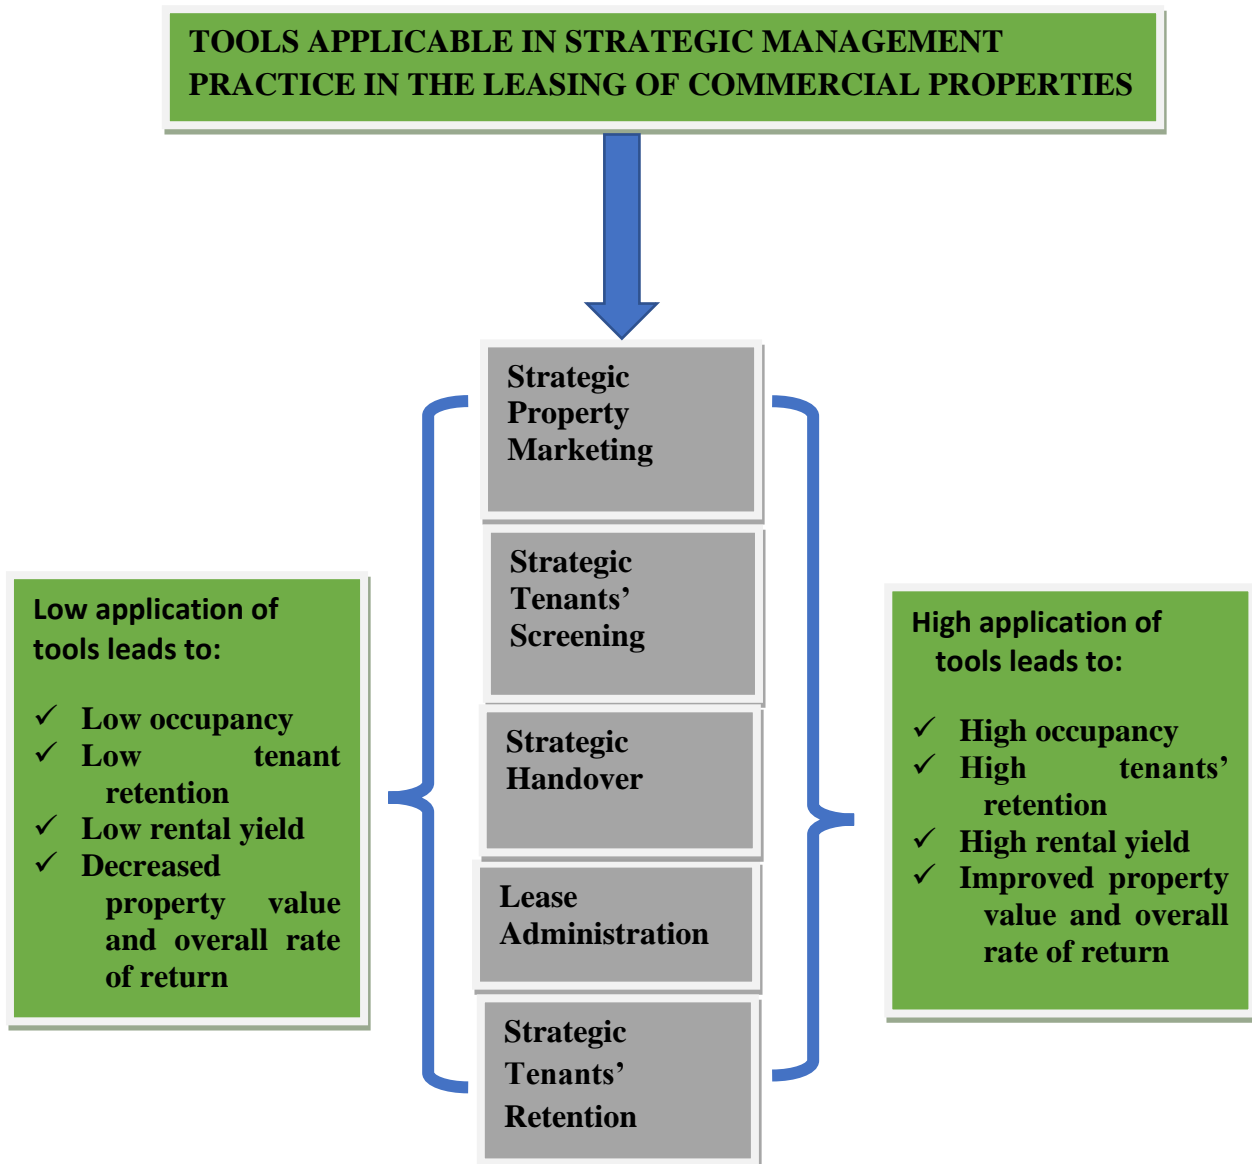 TOOLS APPLICABLE IN STRATEGIC MANAGEMENT
PRACTICE IN THE LEASING OF COMMERCIAL PROPERTIES
Strategic
Property
Marketing
Strategic
Tenants’
Screening
Strategic
Handover
Lease
Administration
Strategic
Tenants’
Retention
Low application of
tools leads to:
✓ Low occupancy
✓ Low tenant
retention
✓ Low rental yield
✓ Decreased
property value
and overall rate
of return
High application of
tools leads to:
✓ High occupancy
✓ High tenants’
retention
✓ High rental yield
✓ Improved property
value and overall
rate of return